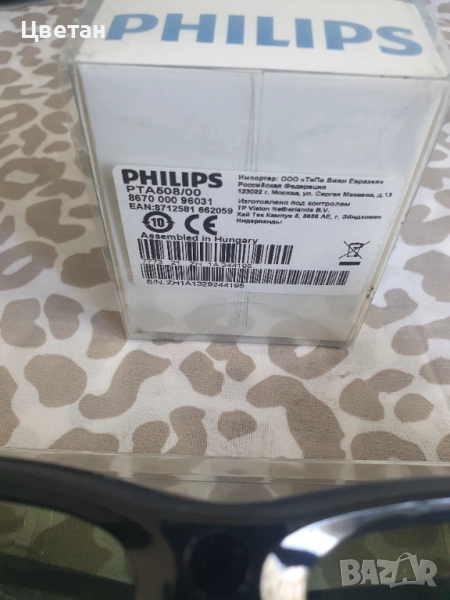 Цветан
PHILIPS
PHILIPS
PTA508/00
8670 000 96031
EAN:8712581 662059
10
Assembled in Hungary
Импортер: ООО «ТиПи Вижн Евразия»
Российская Федерация
123022 г. Москва, ул. Сергея Макеева, д.13
Изготовлено под контролем
TP Vision Netherlands B.V.
Хай Тек Кампус 5, 5656 АЕ, г. Эйндховен
Нидерланды
S/N:ZH1A1329244195
BAZAR